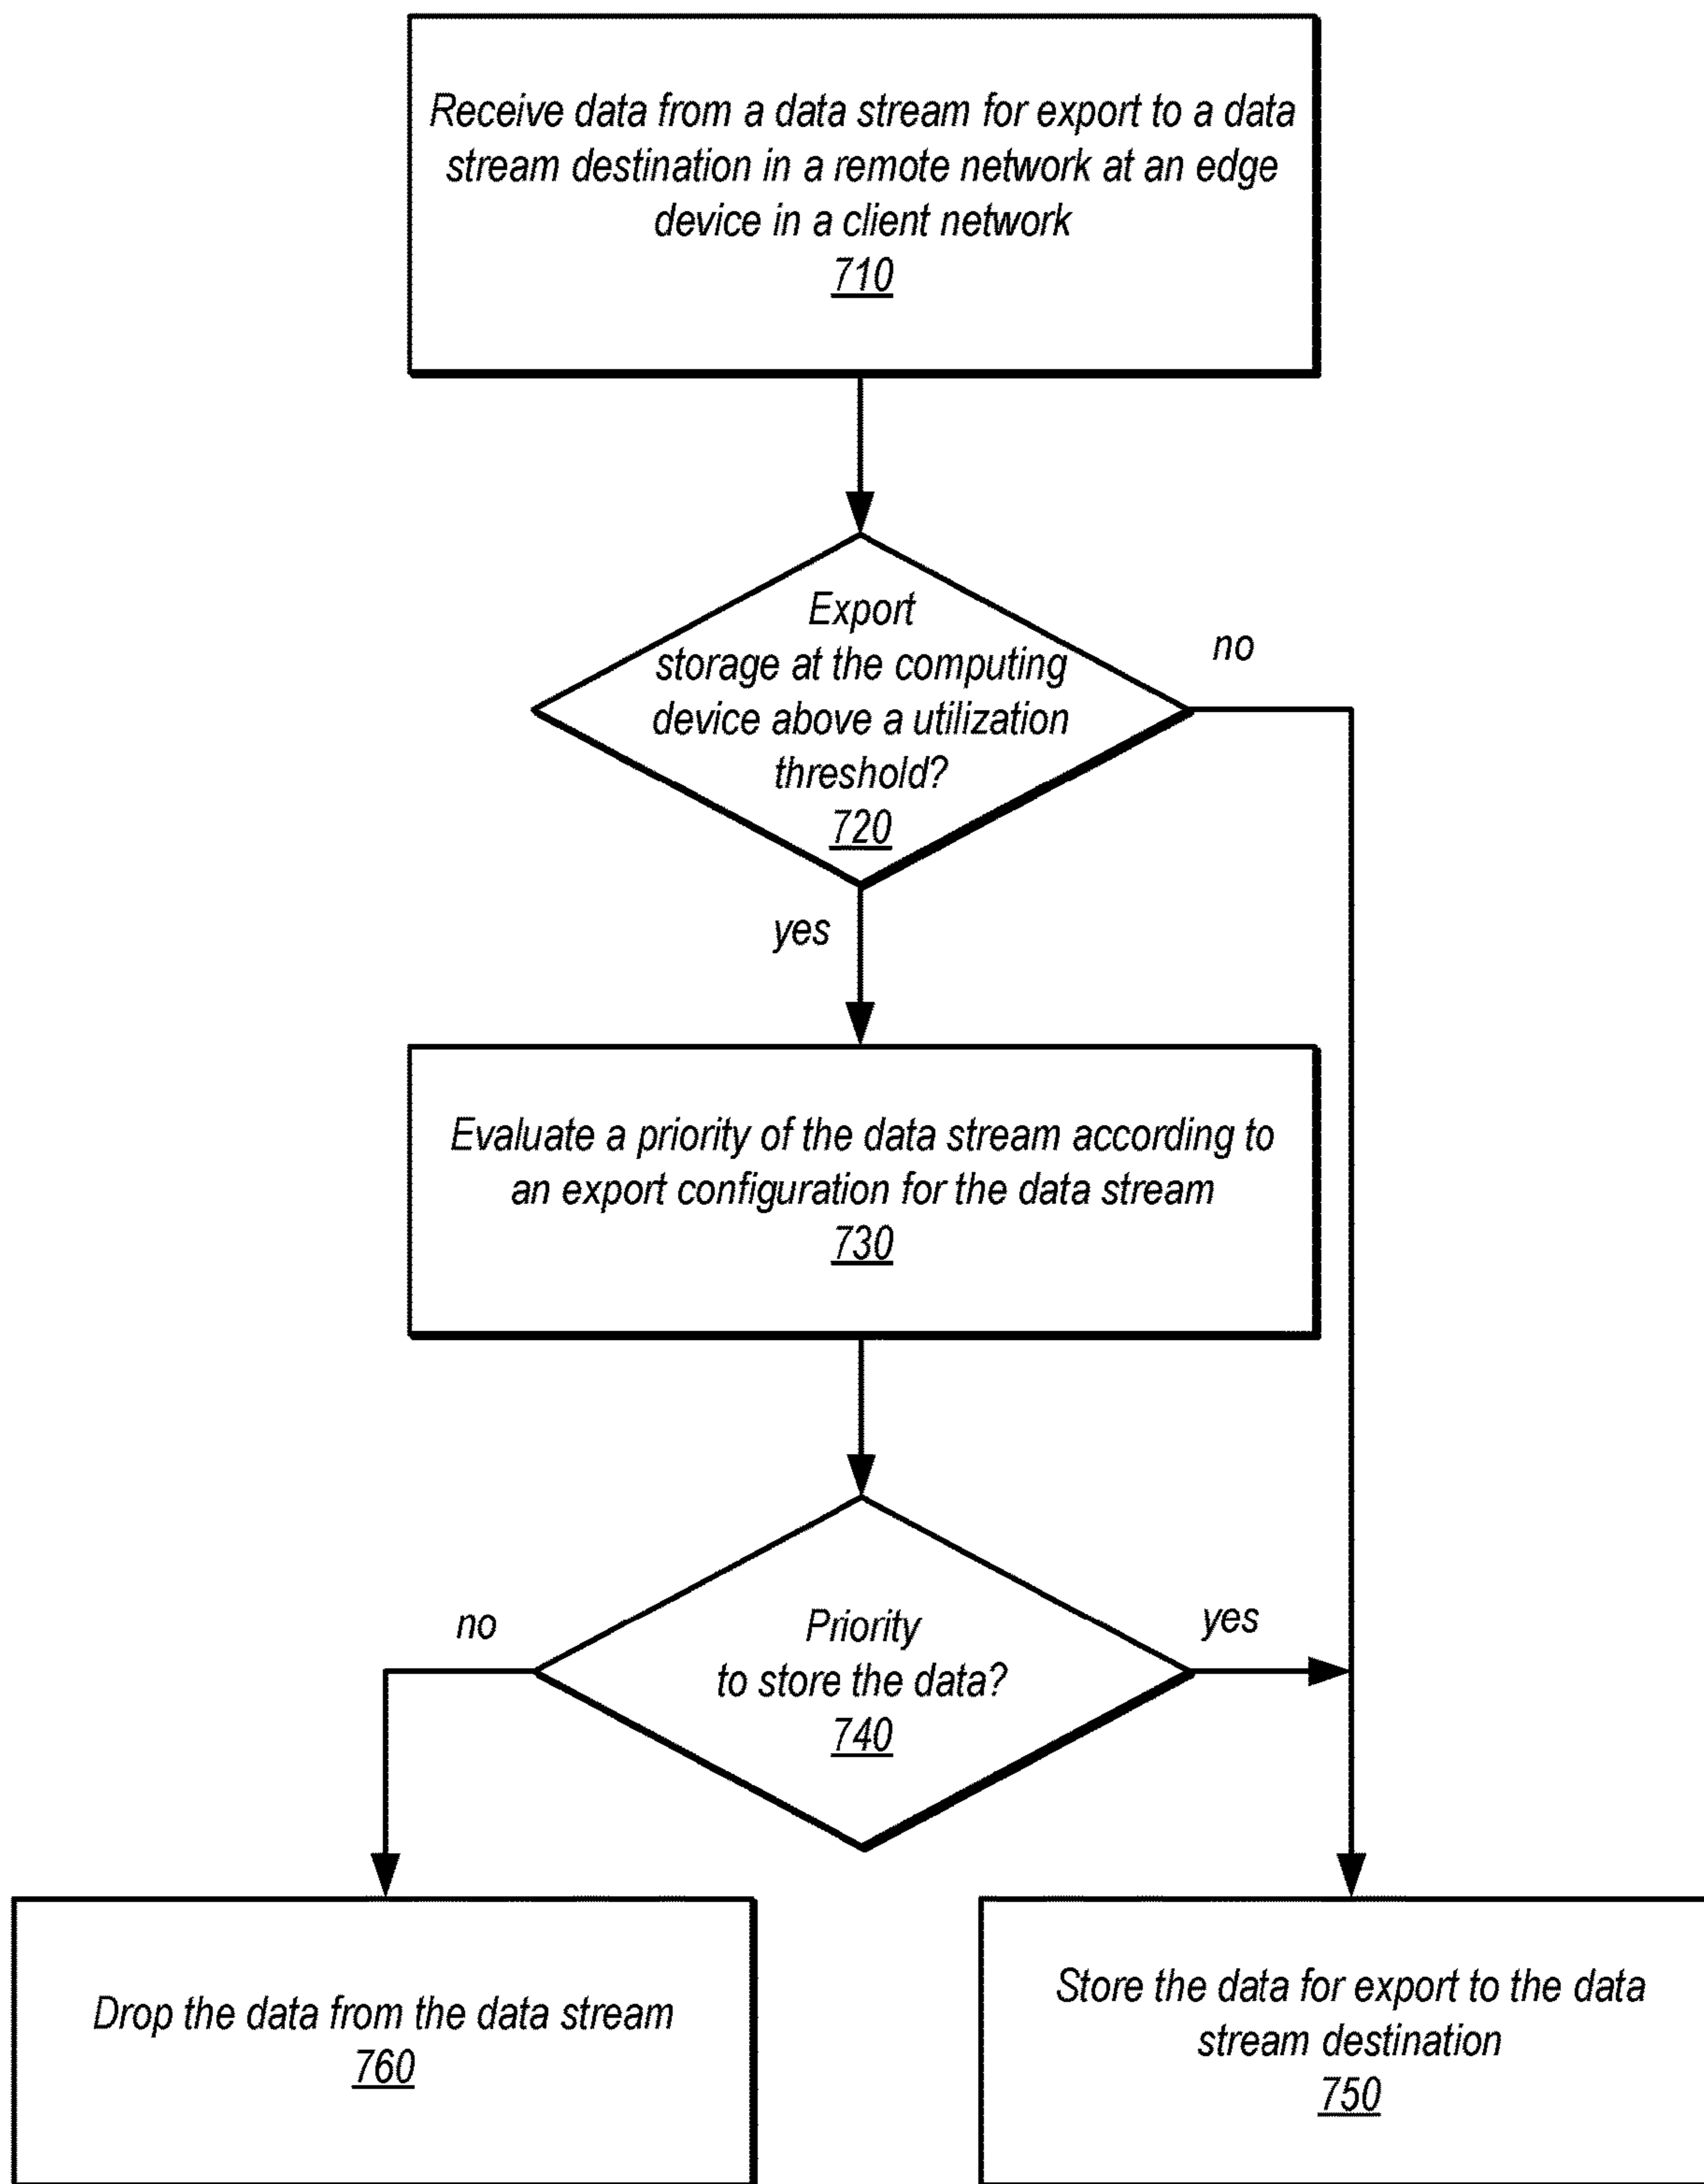 Receive data from a data stream for export to a data
stream destination in a remote network at an edge
device in a client network
710
Export
storage at the computing
device above a utilization
threshold?
720
no
yes
Evaluate a priority of the data stream according to
an export configuration for the data stream
730
no
Priority
to store the data?
740
yes
Drop the data from the data stream
760
Store the data for export to the data
stream destination
750